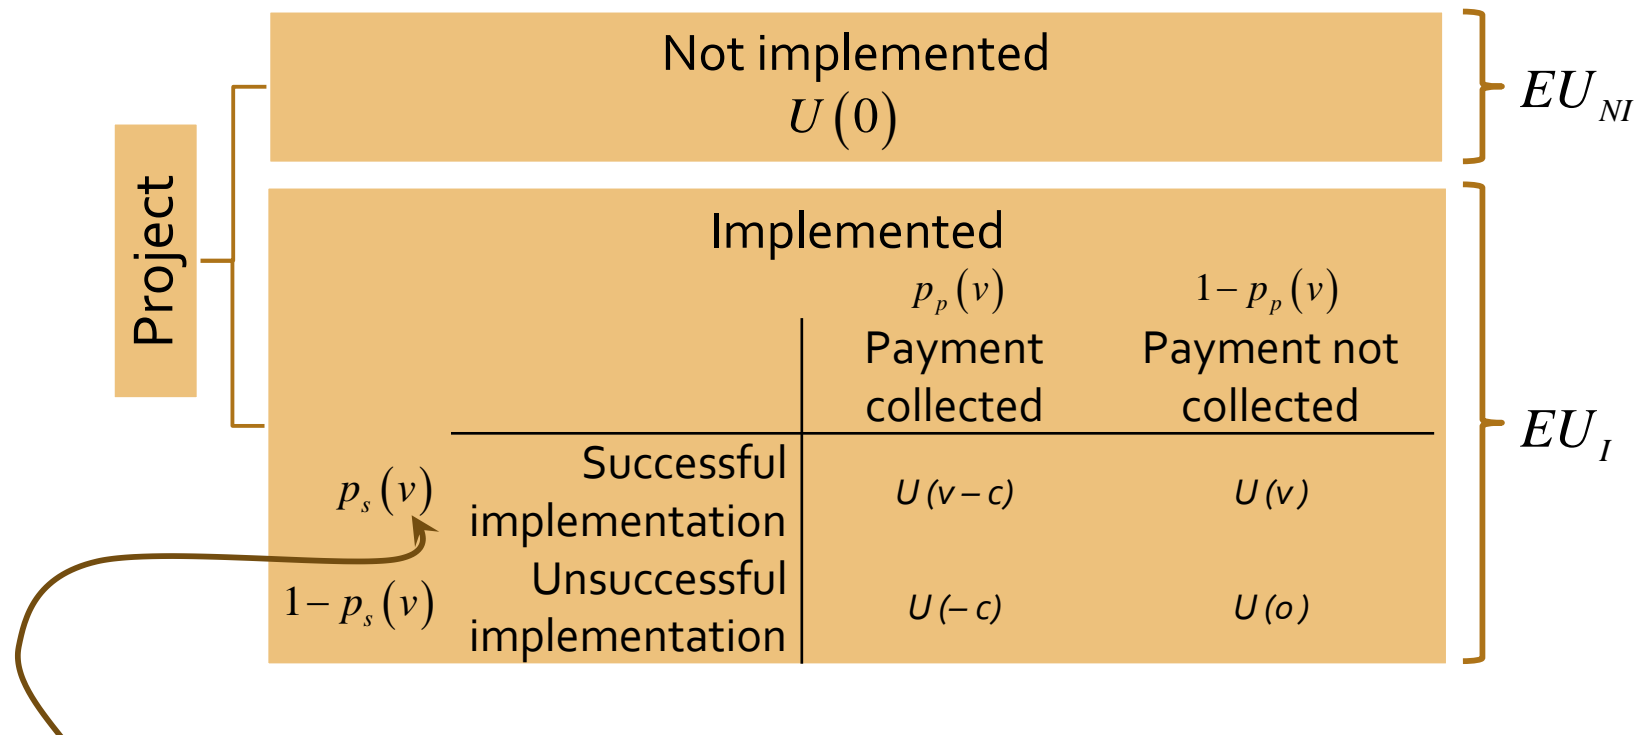 Not implemented
U(0)
EU_NI
Project
Implemented
p_p(v) 1−p_p(v)
Payment collected Payment not collected
p_s(v) Successful implementation U(v – c) U(v)
1−p_s(v) Unsuccessful implementation U(– c) U(o)
EU_I